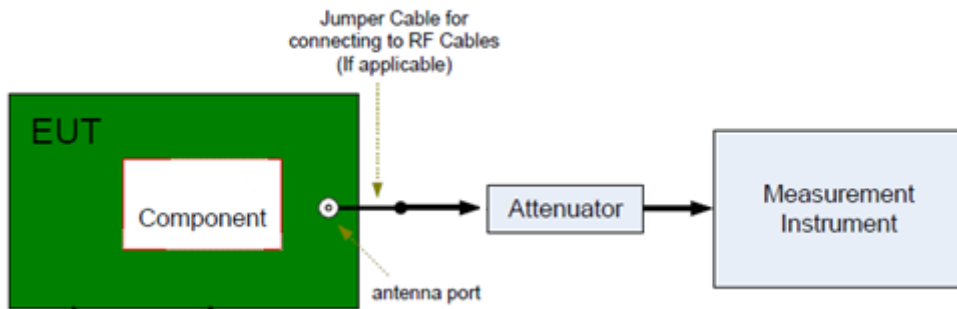 Jumper Cable for
connecting to RF Cables
(If applicable)
EUT
Component
Attenuator
Measurement
Instrument
antenna port